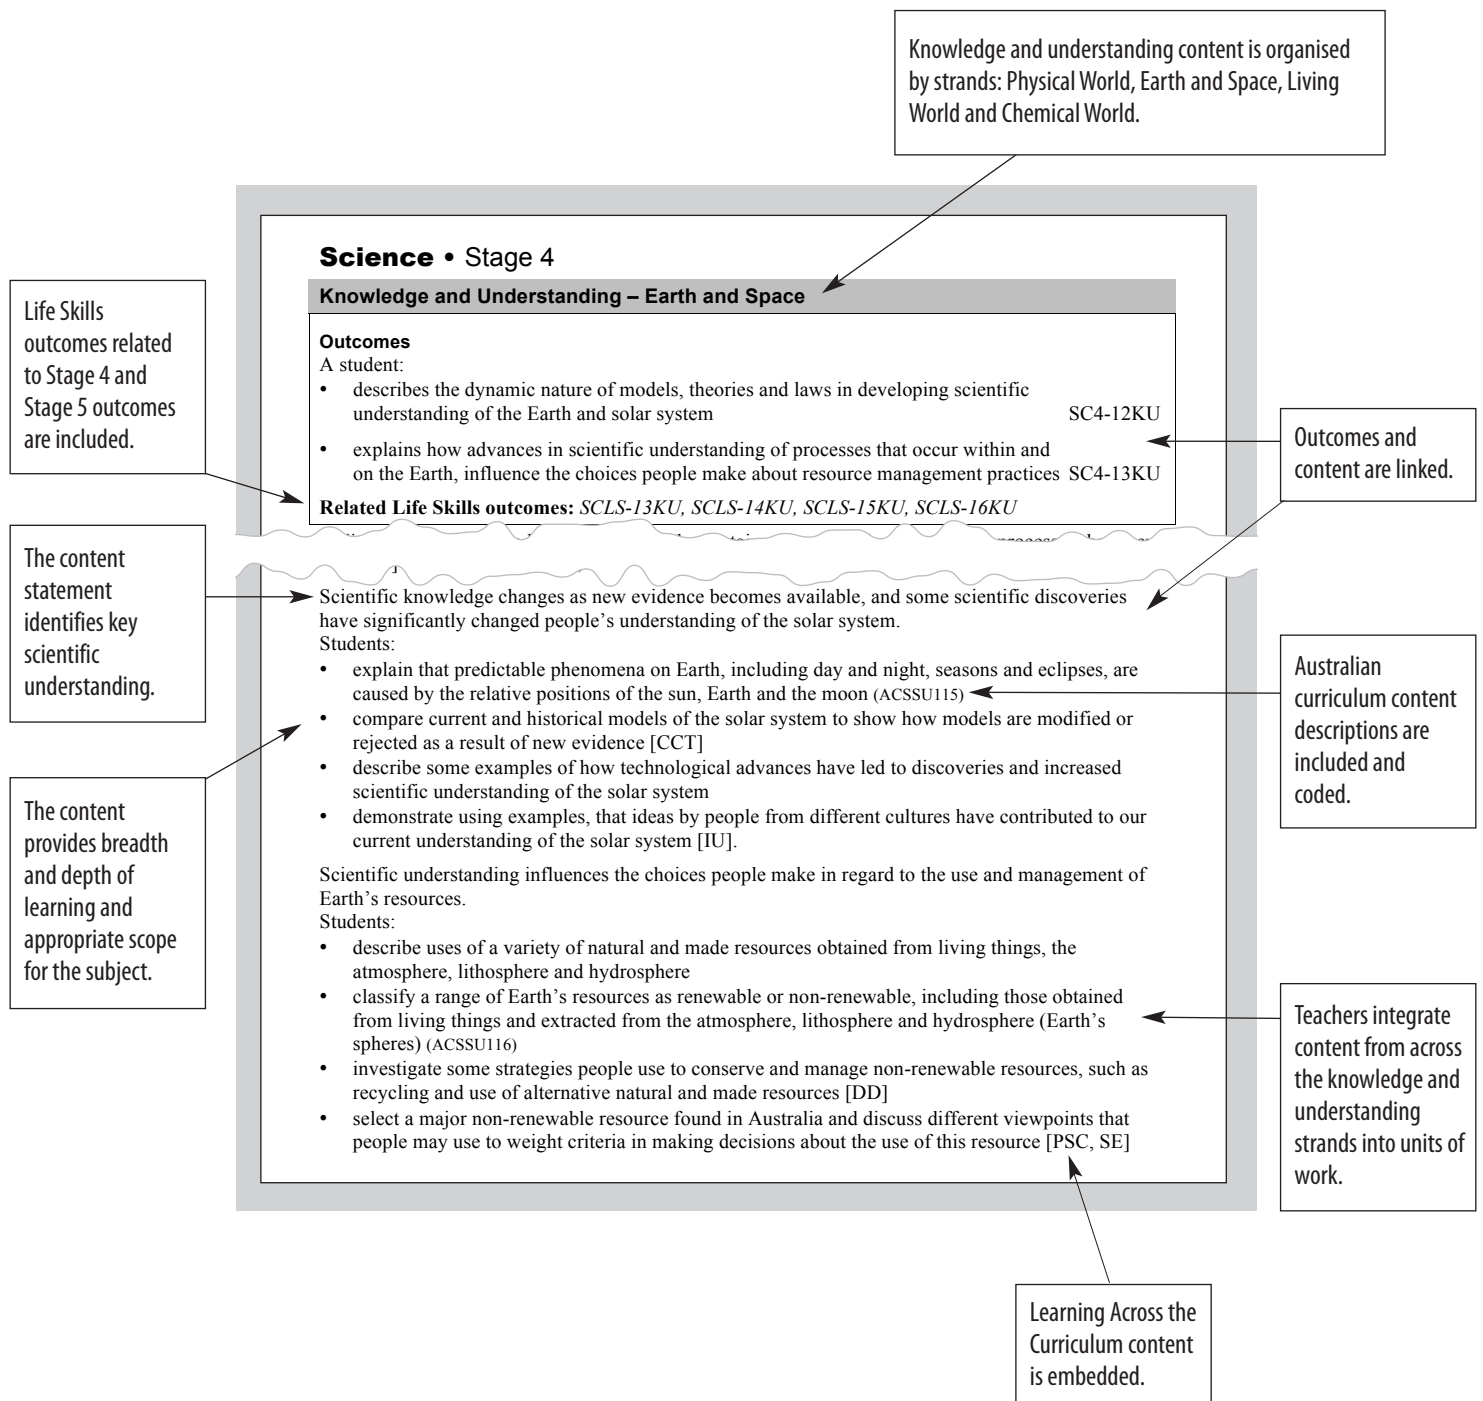 Knowledge and understanding content is organised
by strands: Physical World, Earth and Space, Living
World and Chemical World.
Science • Stage 4
Knowledge and Understanding – Earth and Space
Life Skills
outcomes related
to Stage 4 and
Stage 5 outcomes
are included.
Outcomes
A student:
• describes the dynamic nature of models, theories and laws in developing scientific
understanding of the Earth and solar system SC4-12KU
• explains how advances in scientific understanding of processes that occur within and
on the Earth, influence the choices people make about resource management practices SC4-13KU
Related Life Skills outcomes: SCLS-13KU, SCLS-14KU, SCLS-15KU, SCLS-16KU
Outcomes and
content are linked.
The content
statement
identifies key
scientific
understanding.
Scientific knowledge changes as new evidence becomes available, and some scientific discoveries
have significantly changed people’s understanding of the solar system.
Students:
• explain that predictable phenomena on Earth, including day and night, seasons and eclipses, are
caused by the relative positions of the sun, Earth and the moon (ACSSU115)
• compare current and historical models of the solar system to show how models are modified or
rejected as a result of new evidence [CCT]
• describe some examples of how technological advances have led to discoveries and increased
scientific understanding of the solar system
• demonstrate using examples, that ideas by people from different cultures have contributed to our
current understanding of the solar system [IU].
Australian
curriculum content
descriptions are
included and
coded.
The content
provides breadth
and depth of
learning and
appropriate scope
for the subject.
Scientific understanding influences the choices people make in regard to the use and management of
Earth’s resources.
Students:
• describe uses of a variety of natural and made resources obtained from living things, the
atmosphere, lithosphere and hydrosphere
• classify a range of Earth’s resources as renewable or non-renewable, including those obtained
from living things and extracted from the atmosphere, lithosphere and hydrosphere (Earth’s
spheres) (ACSSU116)
• investigate some strategies people use to conserve and manage non-renewable resources, such as
recycling and use of alternative natural and made resources [DD]
• select a major non-renewable resource found in Australia and discuss different viewpoints that
people may use to weight criteria in making decisions about the use of this resource [PSC, SE]
Teachers integrate
content from across
the knowledge and
understanding
strands into units of
work.
Learning Across the
Curriculum content
is embedded.